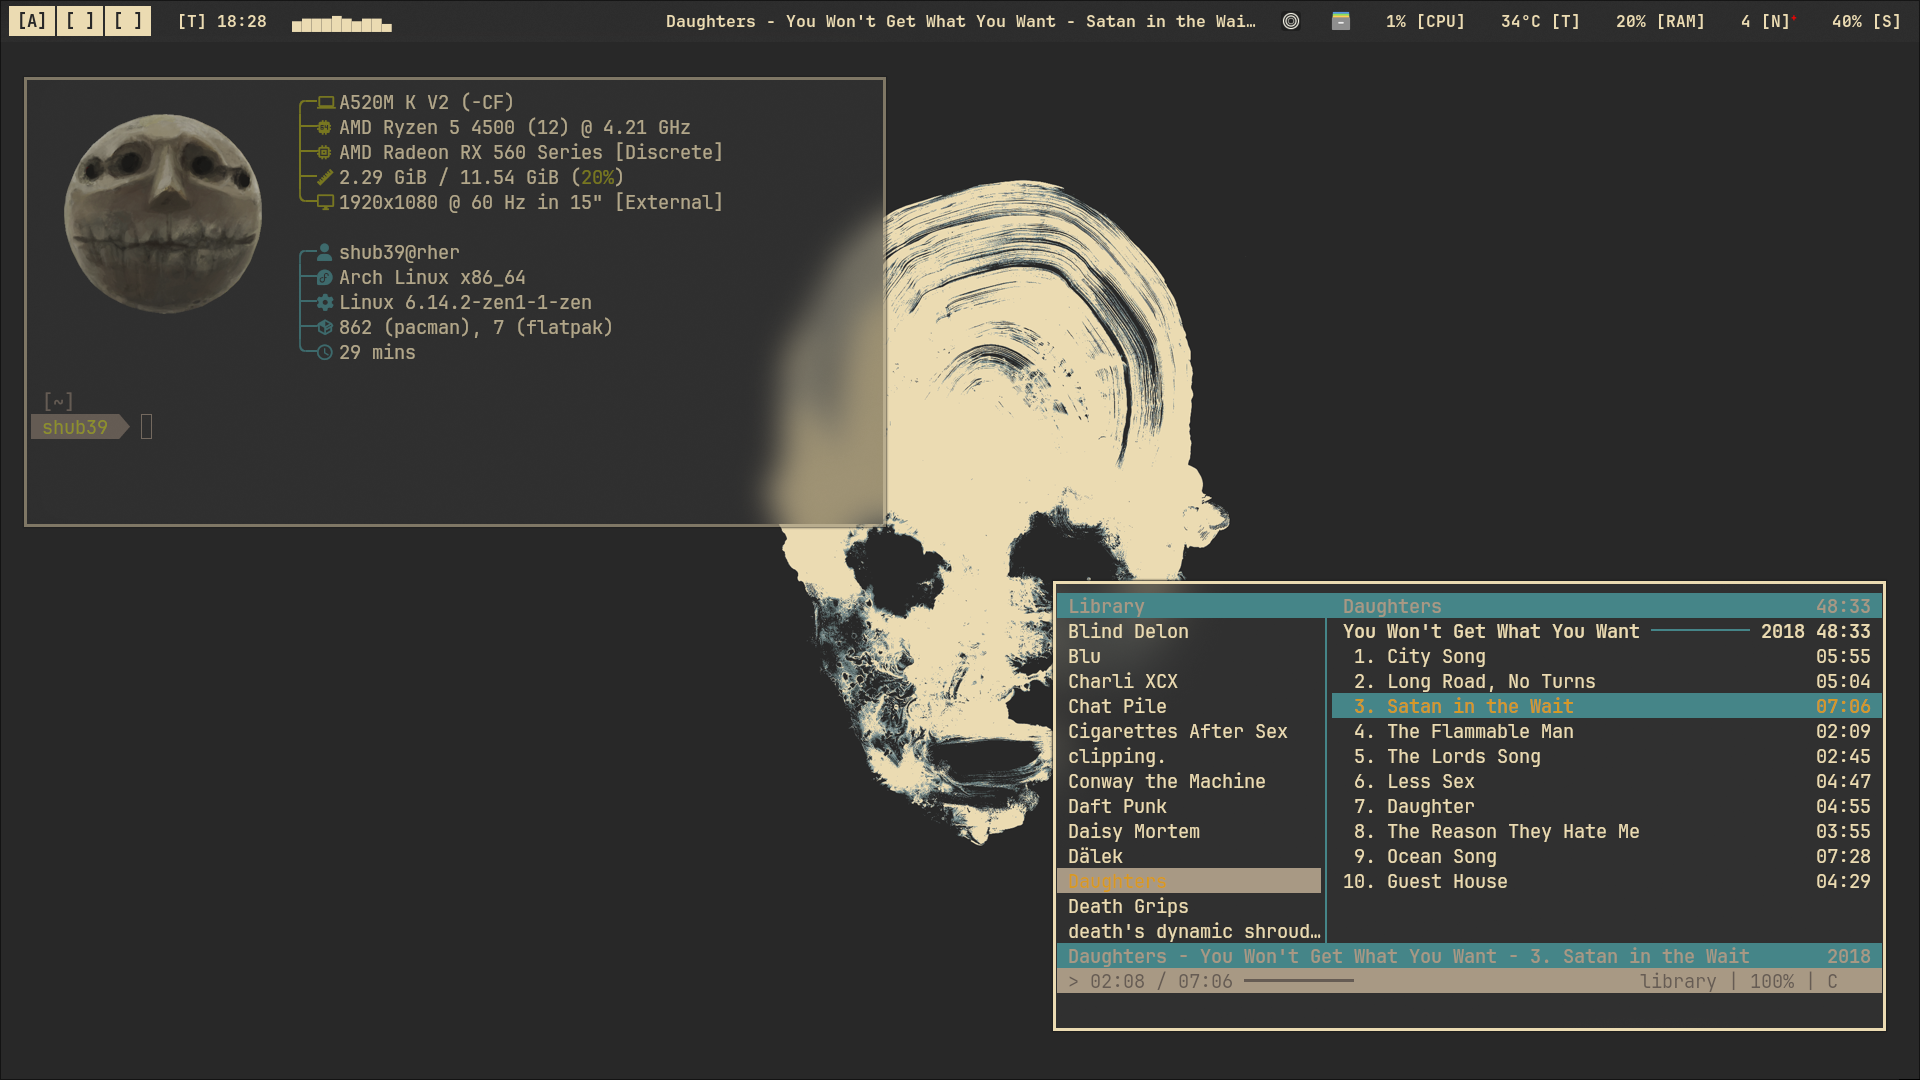 [A] [ ] [ ] [T] 18:28 Daughters - You Won't Get What You Want - Satan in the Wai… 1% [CPU] 34°C [T] 20% [RAM] 4 [N]* 40% [S]
A520M K V2 (-CF)
AMD Ryzen 5 4500 (12) @ 4.21 GHz
AMD Radeon RX 560 Series [Discrete]
2.29 GiB / 11.54 GiB (20%)
1920x1080 @ 60 Hz in 15" [External]
shub39@rher
Arch Linux x86_64
Linux 6.14.2-zen1-1-zen
862 (pacman), 7 (flatpak)
29 mins
[~]
shub39
Library
Blind Delon
Blu
Charli XCX
Chat Pile
Cigarettes After Sex
clipping.
Conway the Machine
Daft Punk
Daisy Mortem
Dälek
Daughters
Death Grips
death's dynamic shroud…
Daughters 48:33
You Won't Get What You Want 2018 48:33
1. City Song 05:55
2. Long Road, No Turns 05:04
3. Satan in the Wait 07:06
4. The Flammable Man 02:09
5. The Lords Song 02:45
6. Less Sex 04:47
7. Daughter 04:55
8. The Reason They Hate Me 03:55
9. Ocean Song 07:28
10. Guest House 04:29
Daughters - You Won't Get What You Want - 3. Satan in the Wait 2018
> 02:08 / 07:06 library | 100% | C